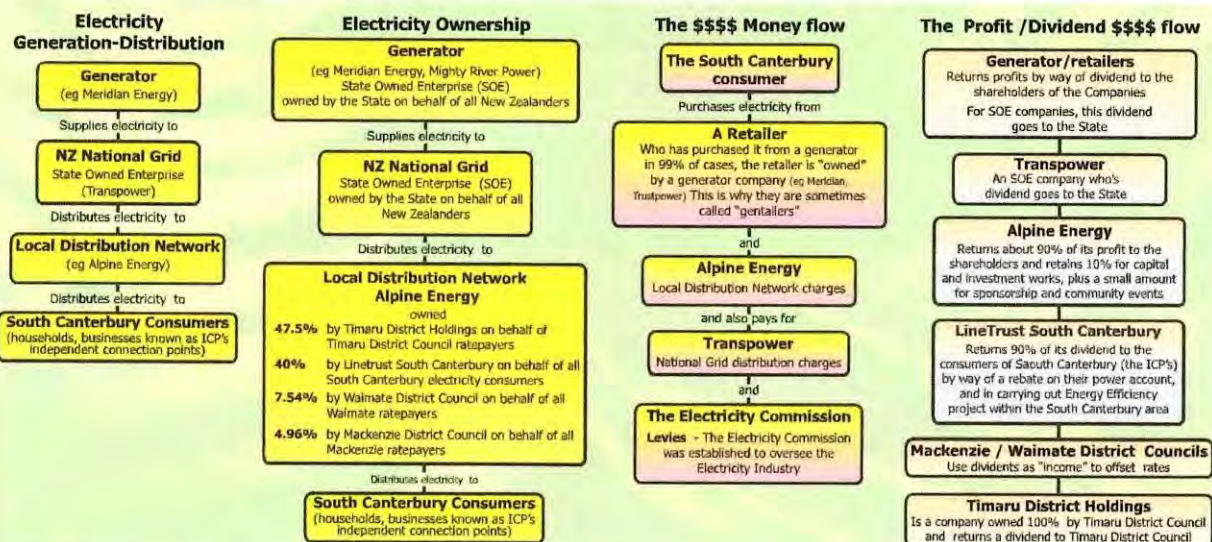 Electricity
Generation-Distribution
Generator
(eg Meridian Energy)
Supplies electricity to
NZ National Grid
State Owned Enterprise
(Transpower)
Distributes electricity to
Local Distribution Network
(eg Alpine Energy)
Distributes electricity to
South Canterbury Consumers
(households, businesses known as ICP's
independent connection points)
Electricity Ownership
Generator
(eg Meridian Energy, Mighty River Power)
State Owned Enterprise (SOE)
owned by the State on behalf of all New Zealanders
Supplies electricity to
NZ National Grid
State Owned Enterprise (SOE)
owned by the State on behalf of all
New Zealanders
Distributes electricity to
Local Distribution Network
Alpine Energy
owned
47.5% by Timaru District Holdings on behalf of
Timaru District Council ratepayers
40% by Linetrust South Canterbury on behalf of all
South Canterbury electricity consumers
7.54% by Waimate District Council on behalf of all
Waimate ratepayers
4.96% by Mackenzie District Council on behalf of all
Mackenzie ratepayers
Distributes electricity to
South Canterbury Consumers
(households, businesses known as ICP's
independent connection points)
The $$$$ Money flow
The South Canterbury
consumer
Purchases electricity from
A Retailer
Who has purchased it from a generator
in 99% of cases, the retailer is "owned"
by a generator company (eg Meridian,
Trustpower) This is why they are sometimes
called "gentailers"
and
Alpine Energy
Local Distribution Network charges
and also pays for
Transpower
National Grid distribution charges
and
The Electricity Commission
Levies - The Electricity Commission
was established to oversee the
Electricity Industry
The Profit /Dividend $$$$ flow
Generator/retailers
Returns profits by way of dividend to the
shareholders of the Companies
For SOE companies, this dividend
goes to the State
Transpower
An SOE company who's
dividend goes to the State
Alpine Energy
Returns about 90% of its profit to the
shareholders and retains 10% for capital
and investment works, plus a small amount
for sponsorship and community events
LineTrust South Canterbury
Returns 90% of its dividend to the
consumers of Saouth Canterbury (the ICP's)
by way of a rebate on their power account,
and in carrying out Energy Efficiency
project within the South Canterbury area
Mackenzie / Waimate District Councils
Use dividents as "income" to offset rates
Timaru District Holdings
Is a company owned 100% by Timaru District Council
and returns a dividend to Timaru District Council